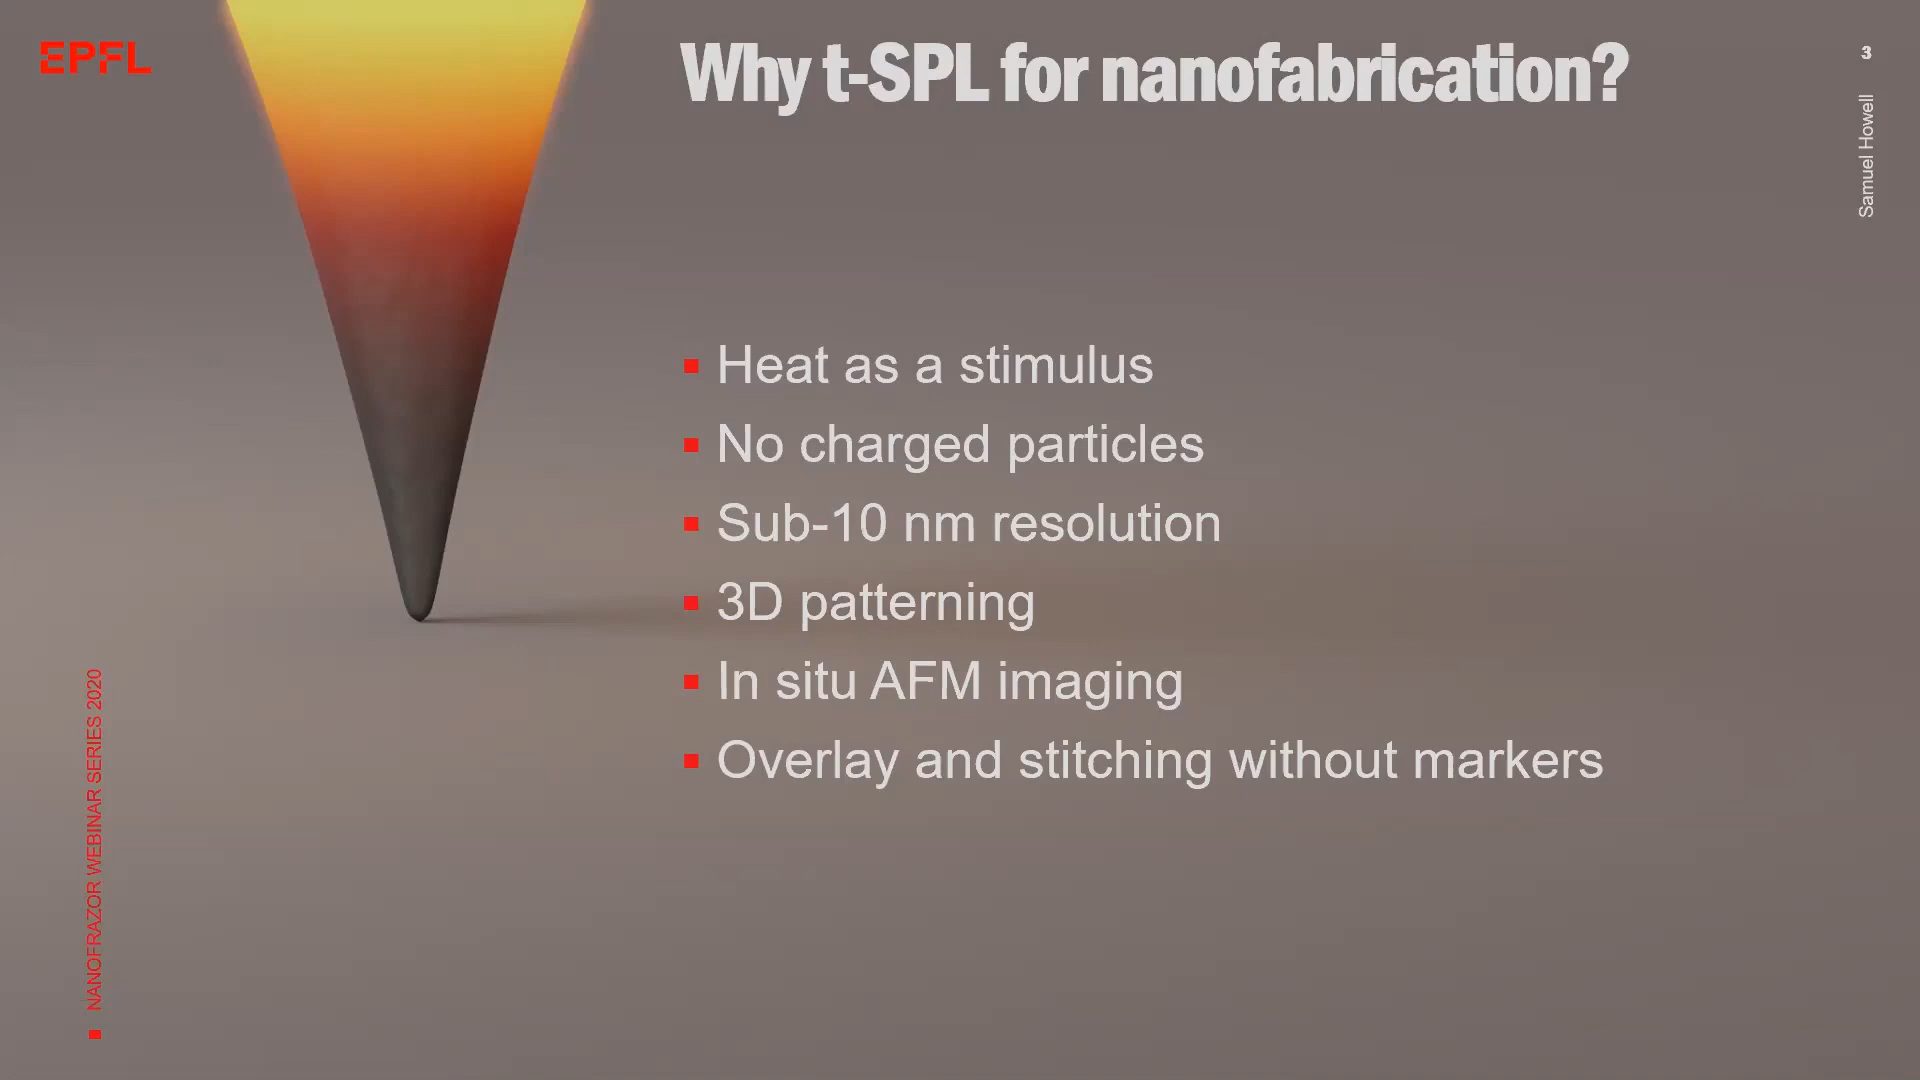 EPFL
Why t-SPL for nanofabrication?
3
Samuel Howell
Heat as a stimulus
No charged particles
Sub-10 nm resolution
3D patterning
In situ AFM imaging
Overlay and stitching without markers
NANOFRAZOR WEBINAR SERIES 2020